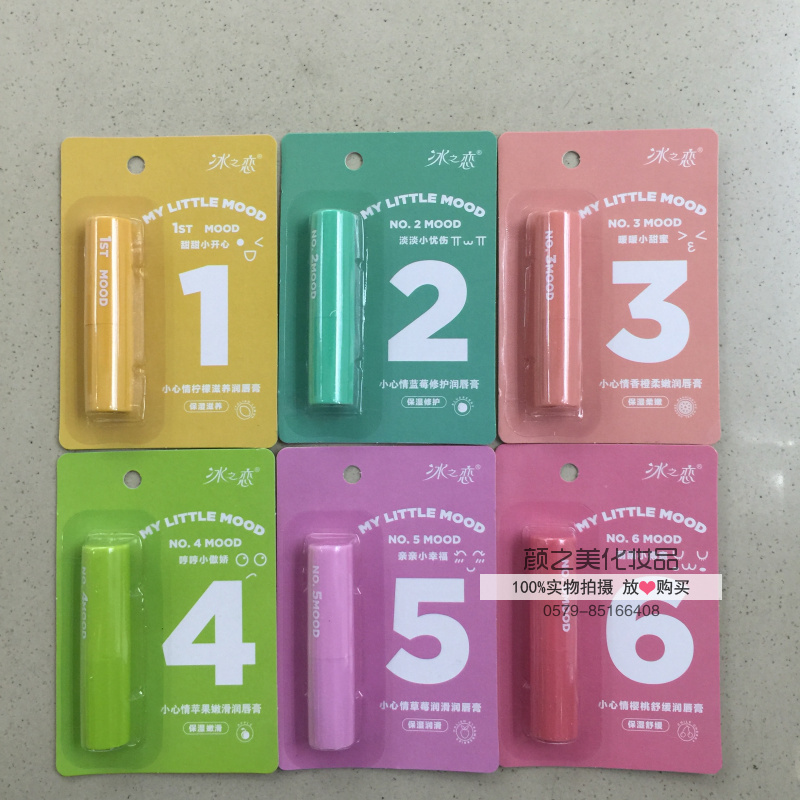 冰之恋®
MY LITTLE MOOD
1ST MOOD
甜甜小开心
1ST MOOD
1
小心情柠檬滋养润唇膏
保湿滋养
冰之恋®
MY LITTLE MOOD
NO. 2 MOOD
淡淡小忧伤
NO. 2MOOD
2
小心情蓝莓修护润唇膏
保湿修护
冰之恋®
MY LITTLE MOOD
NO. 3 MOOD
暖暖小甜蜜
NO. 3MOOD
3
小心情香橙柔嫩润唇膏
保湿柔嫩
冰之恋®
MY LITTLE MOOD
NO. 4 MOOD
哼哼小傲娇
NO. 4MOOD
4
小心情苹果嫩滑润唇膏
保湿嫩滑
冰之恋®
MY LITTLE MOOD
NO. 5 MOOD
亲亲小幸福
NO. 5MOOD
5
小心情草莓润滑润唇膏
保湿润滑
冰之恋®
MY LITTLE MOOD
NO. 6 MOOD
颜之美化妆品
100%实物拍摄 放❤购买
0579-85166408
6
小心情樱桃舒缓润唇膏
保湿舒缓